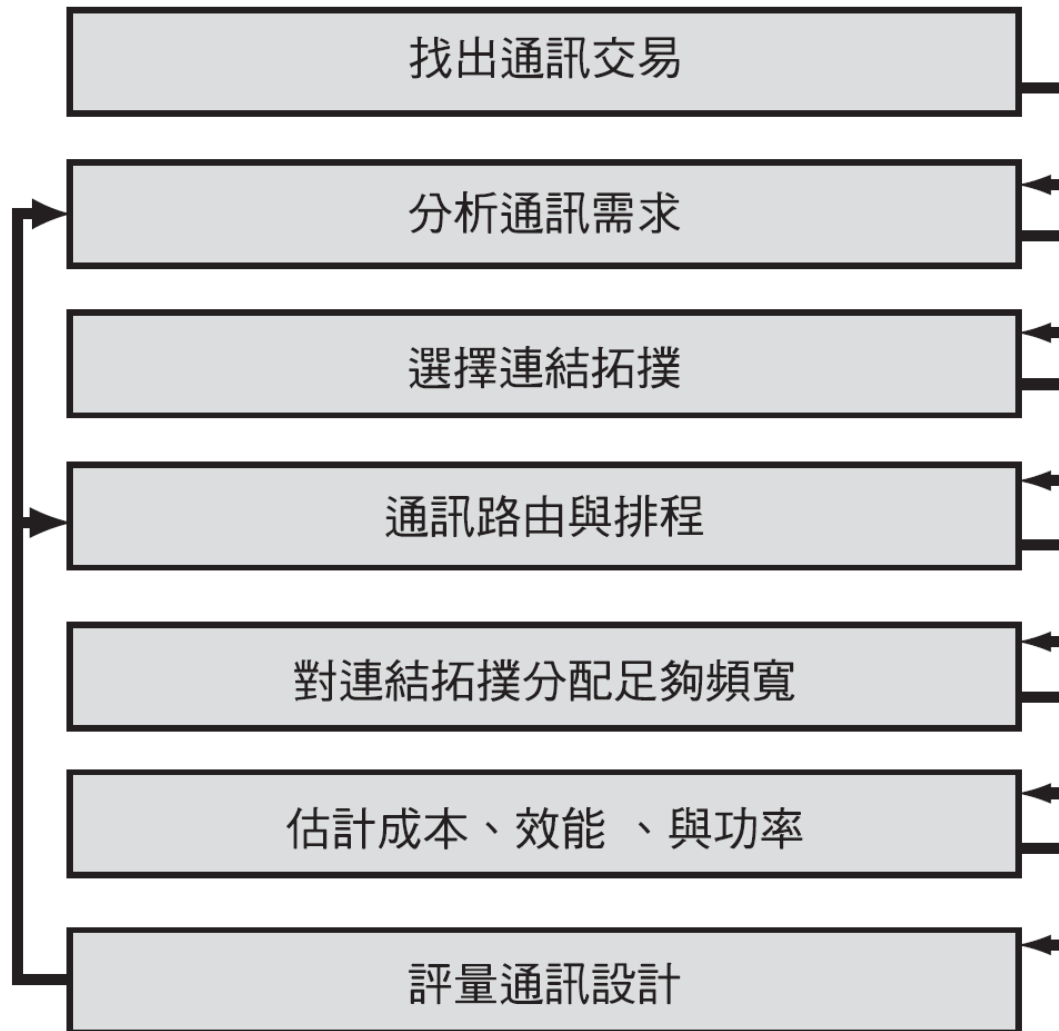 找出通訊交易
分析通訊需求
選擇連結拓撲
通訊路由與排程
對連結拓撲分配足夠頻寬
估計成本、效能 、與功率
評量通訊設計